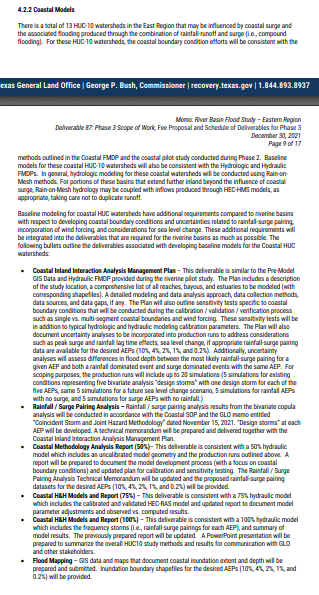 4.2.2 Coastal Models
There is a total of 13 HUC-10 watersheds in the East Region that may be influenced by coastal surge and
the associated flooding produced through the combination of rainfall-runoff and surge (i.e., compound
flooding). For these HUC-10 watersheds, the coastal boundary condition efforts will be consistent with the
exas General Land Office | George P. Bush, Commissioner | recovery.texas.gov | 1.844.893.8937
Memo: River Basin Flood Study – Eastern Region
Deliverable 87: Phase 3 Scope of Work, Fee Proposal and Schedule of Deliverables for Phase 3
December 30, 2021
Page 9 of 17
methods outlined in the Coastal FMDP and the coastal pilot study conducted during Phase 2. Baseline
models for these coastal HUC-10 watersheds will also be consistent with the Hydrologic and Hydraulic
FMDPs. In general, hydrologic modeling for these coastal watersheds will be conducted using Rain-on-
Mesh methods. For portions of these basins that extend further inland beyond the influence of coastal
surge, Rain-on-Mesh hydrology may be coupled with inflows produced through HEC-HMS models, as
appropriate, taking care not to duplicate runoff.
Baseline modeling for coastal HUC watersheds have additional requirements compared to riverine basins
with respect to developing coastal boundary conditions and uncertainties related to rainfall-surge pairing,
incorporation of wind forcing, and considerations for sea level change. These additional requirements will
be integrated into the deliverables that are required for the riverine basins as much as possible. The
following bullets outline the deliverables associated with developing baseline models for the Coastal HUC
watersheds:
• Coastal Inland Interaction Analysis Management Plan – This deliverable is similar to the Pre-Model
GIS Data and Hydraulic FMDP provided during the riverine pilot study. The Plan includes a description
of the study location, a comprehensive list of all reaches, bayous, and estuaries to be modeled (with
corresponding shapefiles). A detailed modeling and data analysis approach, data collection methods,
data sources, and data gaps, if any. The Plan will also outline sensitivity tests specific to coastal
boundary conditions that will be conducted during the calibration / validation / verification process
such as single vs. multi-segment coastal boundaries and wind forcing. These sensitivity tests will be
in addition to typical hydrologic and hydraulic modeling calibration parameters. The Plan will also
document uncertainty analyses to be incorporated into production runs to address considerations
such as peak surge and rainfall lag time effects, sea level change, if appropriate rainfall-surge pairing
data are available for the desired AEPs (10%, 4%, 2%, 1%, and 0.2%). Additionally, uncertainty
analyses will assess differences in flood depth between the most likely rainfall-surge pairing for a
given AEP and both a rainfall dominated event and surge dominated events with the same AEP. For
scoping purposes, the production runs will include up to 20 simulations (5 simulations for existing
conditions representing five bivariate analysis "design storms" with one design storm for each of the
five AEPs, same 5 simulations for a future sea level change scenario, 5 simulations for rainfall AEPs
with no surge, and 5 simulations for surge AEPs with no rainfall.)
• Rainfall / Surge Pairing Analysis – Rainfall / surge pairing analysis results from the bivariate copula
analysis will be conducted in accordance with the Coastal SOP and the GLO memo entitled
"Coincident Storm and Joint Hazard Methodology" dated November 15, 2021. "Design storms" at each
AEP will be developed. A technical memorandum will be prepared and delivered together with the
Coastal Inland Interaction Analysis Management Plan.
• Coastal Methodology Analysis Report (50%)– This deliverable is consistent with a 50% hydraulic
model which includes an uncalibrated model geometry and the production runs outlined above. A
report will be prepared to document the model development process (with a focus on coastal
boundary conditions) and updated plan for calibration and sensitivity testing. The Rainfall / Surge
Pairing Analysis Technical Memorandum will be updated and the proposed rainfall-surge pairing
datasets for the desired AEPs (10%, 4%, 2%, 1%, and 0.2%) will be provided.
• Coastal H&H Models and Report (75%) – This deliverable is consistent with a 75% hydraulic model
which includes the calibrated and validated HEC-RAS model and updated report to document model
parameter adjustments and observed vs. computed results.
• Coastal H&H Models and Report (100%) – This deliverable is consistent with a 100% hydraulic model
which includes the frequency storms (i.e., rainfall-surge pairings for each AEP), and summary of
model results. The previously prepared report will be updated. A PowerPoint presentation will be
prepared to summarize the overall HUC10 study methods and results for communication with GLO
and other stakeholders.
• Flood Mapping – GIS data and maps that document coastal inundation extent and depth will be
prepared and submitted. Inundation boundary shapefiles for the desired AEPs (10%, 4%, 2%, 1%, and
0.2%) will be provided.